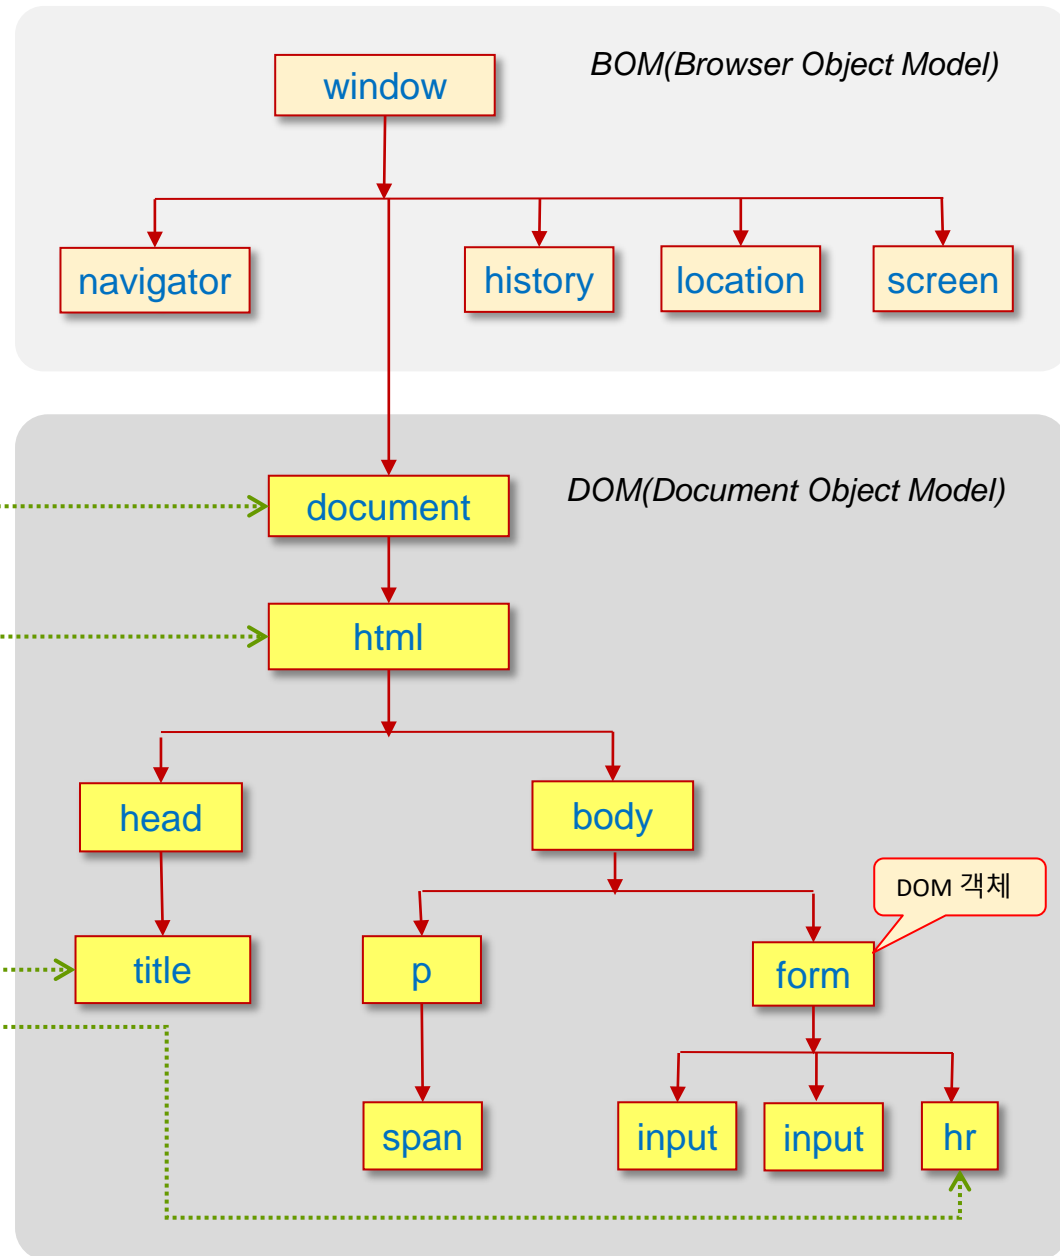 BOM(Browser Object Model)
window
navigator
history
location
screen
document
DOM(Document Object Model)
html
head
body
DOM 객체
title
p
form
span
input
input
hr